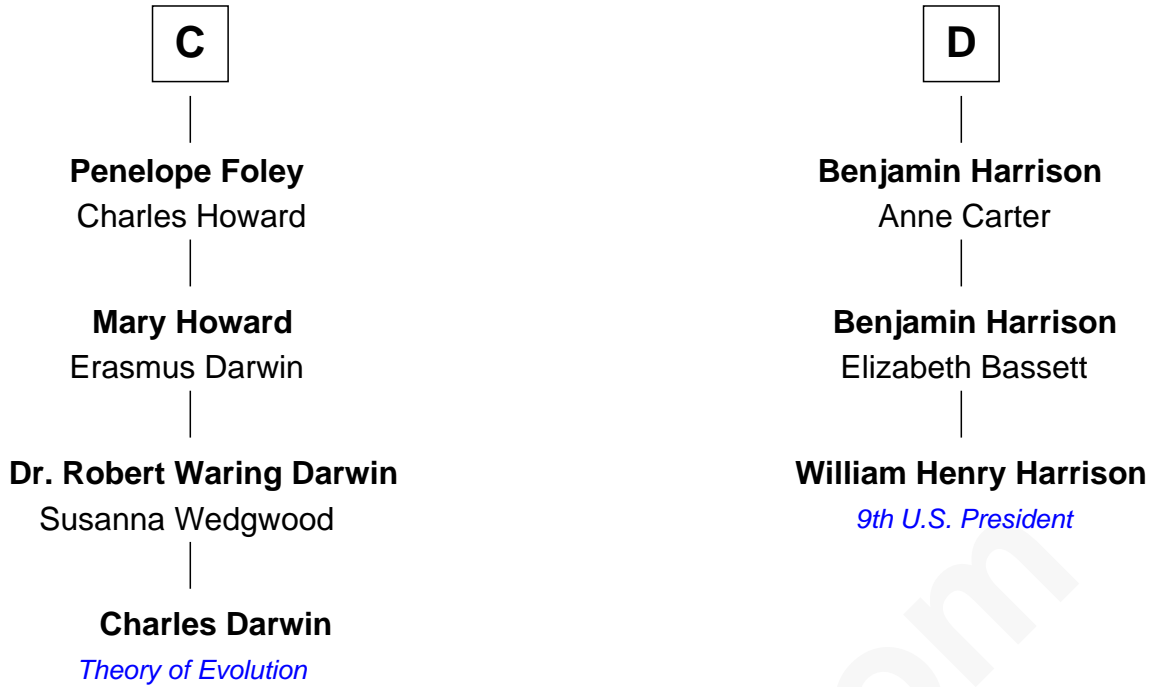 C
Penelope Foley
Charles Howard
Mary Howard
Erasmus Darwin
Dr. Robert Waring Darwin
Susanna Wedgwood
Charles Darwin
Theory of Evolution
D
Benjamin Harrison
Anne Carter
Benjamin Harrison
Elizabeth Bassett
William Henry Harrison
9th U.S. President
om